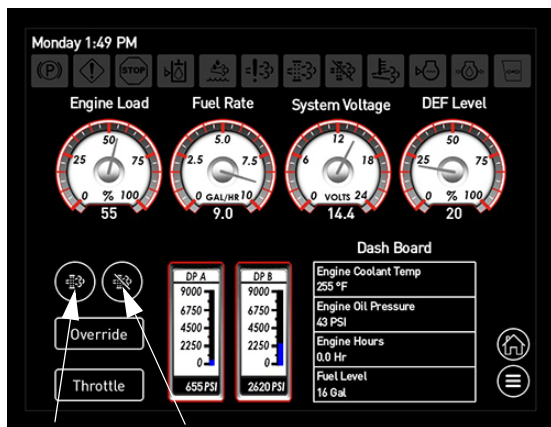 Monday 1:49 PM
(P) STOP
Engine Load Fuel Rate System Voltage DEF Level
50 5.0 12 50
25 75 2.5 7.5 6 18 25 75
0 % 100 0 GAL/HR 10 0 VOLTS 24 0 % 100
55 9.0 14.4 20
Dash Board
DP A DP B
9000 9000
6750 6750
4500 4500
2250 2250
0 0
655 PSI 2620 PSI
Engine Coolant Temp
255 °F
Engine Oil Pressure
43 PSI
Engine Hours
0.0 Hr
Fuel Level
16 Gal
Override
Throttle